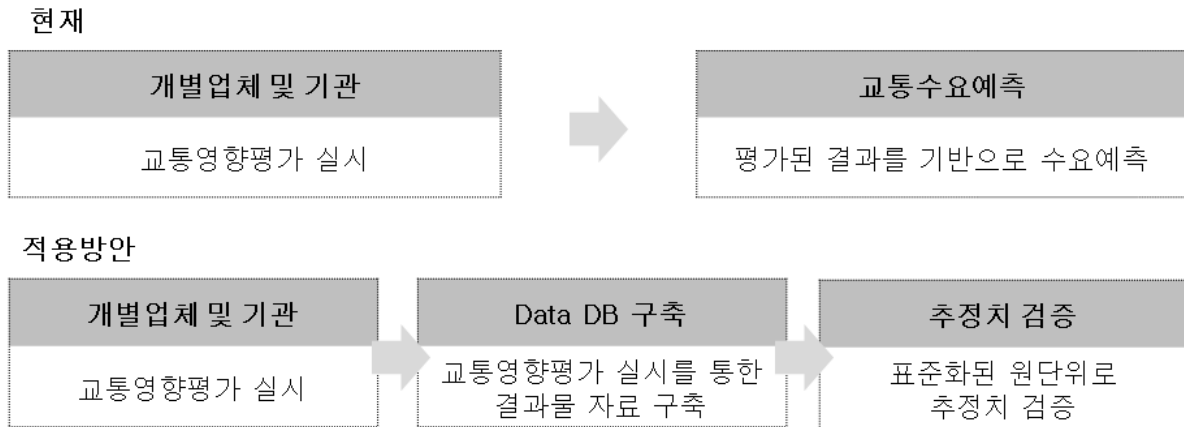 현재
개별업체 및 기관
교통수요예측
교통영향평가 실시
평가된 결과를 기반으로 수요예측
적용방안
개별업체 및 기관
Data DB 구축
추정치 검증
교통영향평가 실시
교통영향평가 실시를 통한
결과물 자료 구축
표준화된 원단위로
추정치 검증